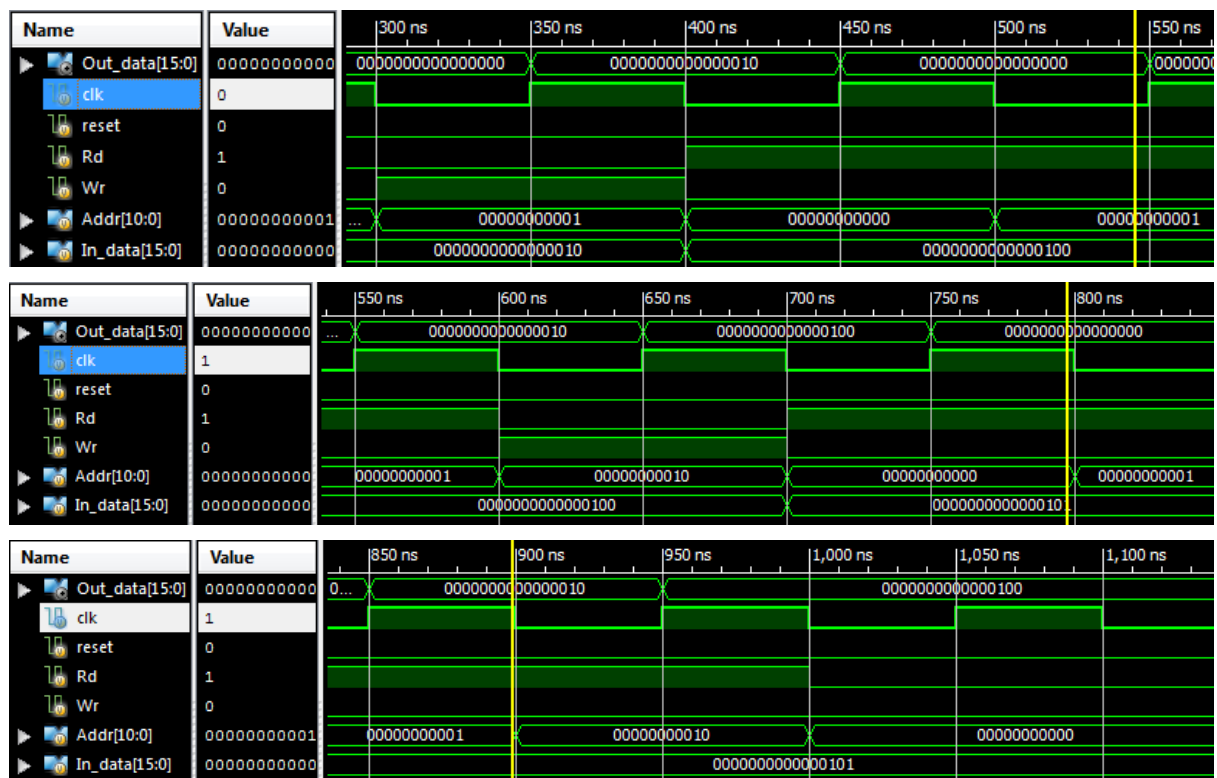 Name Value 300 ns 350 ns 400 ns 450 ns 500 ns 550 ns
Out_data[15:0] 00000000000 0000000000000000 0000000000000010 0000000000000000 0000000
clk 0
reset 0
Rd 1
Wr 0
Addr[10:0] 00000000001 ... 00000000001 00000000000 00000000001
In_data[15:0] 00000000000 0000000000000010 0000000000000100
Name Value 550 ns 600 ns 650 ns 700 ns 750 ns 800 ns
Out_data[15:0] 00000000000 ... 0000000000000010 0000000000000100 0000000000000000
clk 1
reset 0
Rd 1
Wr 0
Addr[10:0] 00000000000 00000000001 00000000010 00000000000 00000000001
In_data[15:0] 00000000000 0000000000000100 0000000000000101
Name Value 850 ns 900 ns 950 ns 1,000 ns 1,050 ns 1,100 ns
Out_data[15:0] 00000000000 0... 0000000000000010 0000000000000100
clk 1
reset 0
Rd 1
Wr 0
Addr[10:0] 00000000001 00000000001 00000000010 00000000000
In_data[15:0] 00000000000 0000000000000101